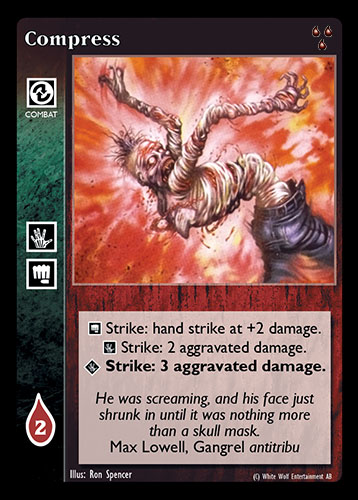 Compress
COMBAT
Strike: hand strike at +2 damage.
Strike: 2 aggravated damage.
Strike: 3 aggravated damage.
He was screaming, and his face just
shrunk in until it was nothing more
than a skull mask.
Max Lowell, Gangrel antitribu
2
Illus: Ron Spencer
(C) White Wolf Entertainment AB